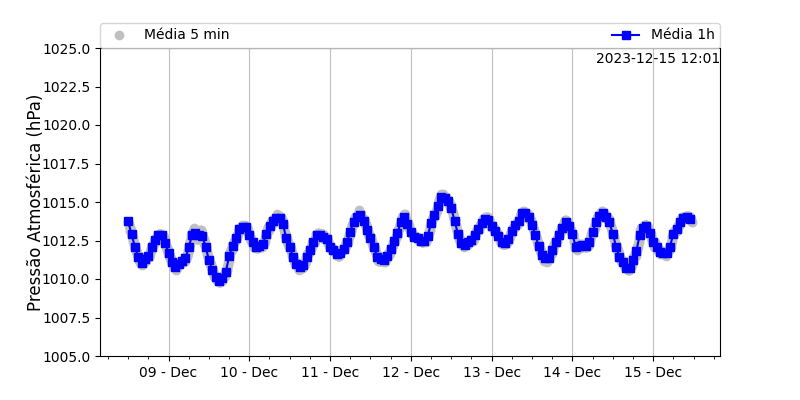 Média 5 min
Média 1h
2023-12-15 12:01
Pressão Atmosférica (hPa)
1025.0
1022.5
1020.0
1017.5
1015.0
1012.5
1010.0
1007.5
1005.0
09 - Dec
10 - Dec
11 - Dec
12 - Dec
13 - Dec
14 - Dec
15 - Dec